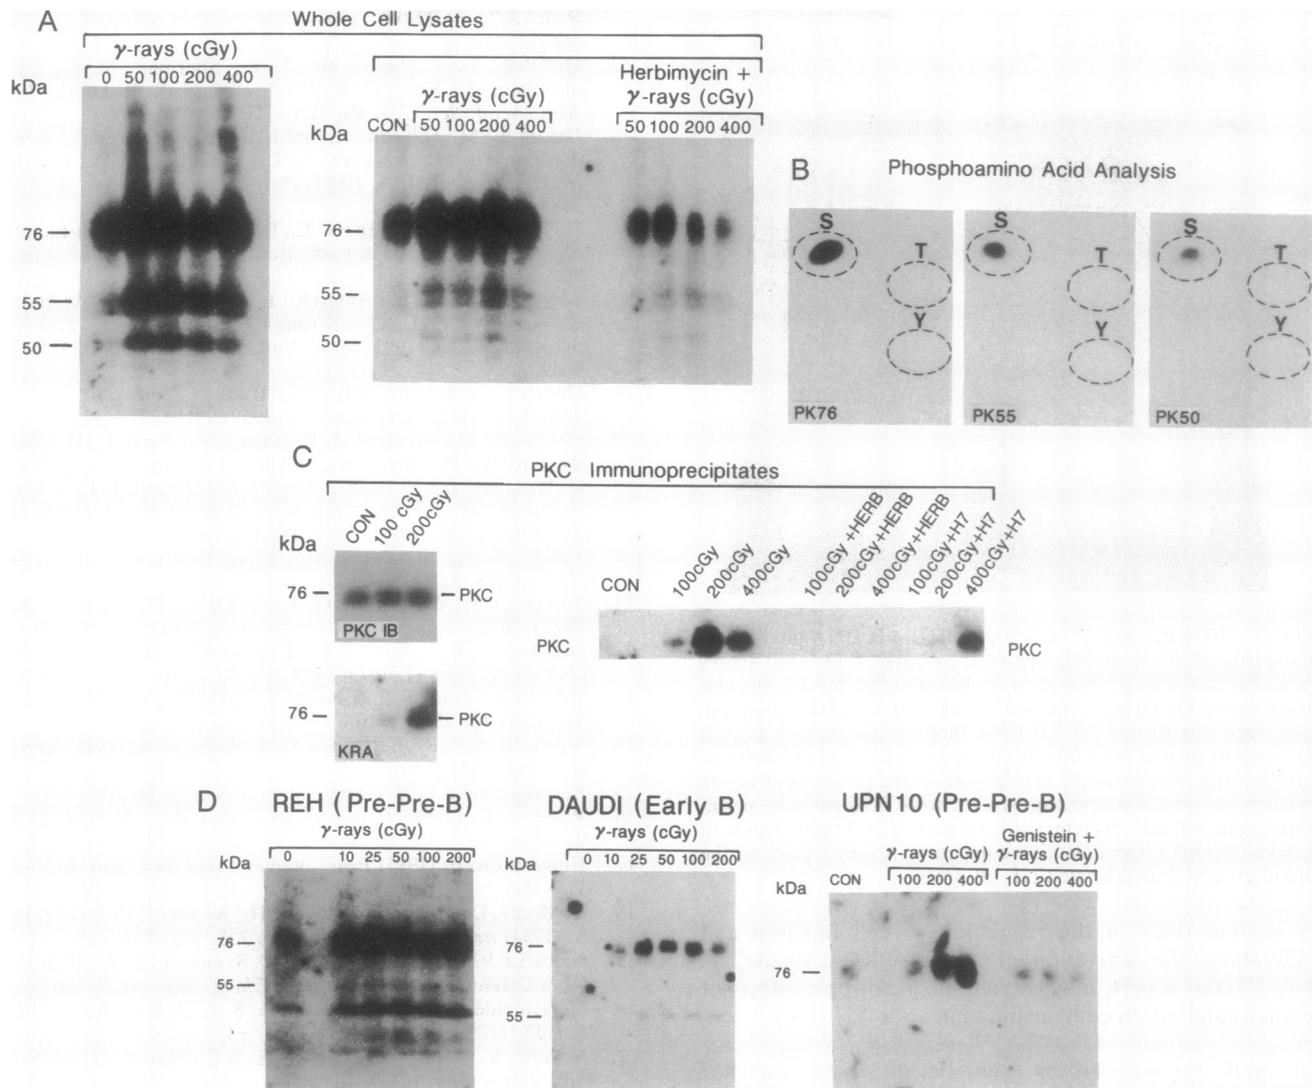 A
Whole Cell Lysates
γ-rays (cGy)
0 50 100 200 400
kDa
76
55
50
Herbimycin +
γ-rays (cGy) γ-rays (cGy)
kDa CON 50 100 200 400 50 100 200 400
76
55
50
B
Phosphoamino Acid Analysis
S T Y PK76
S T Y PK55
S T Y PK50
C
PKC Immunoprecipitates
CON 100 cGy 200cGy
kDa
76 PKC
PKC IB
76 PKC
KRA
CON 100cGy 200cGy 400cGy 100cGy+HERB 200cGy+HERB 400cGy+HERB 100cGy+H7 200cGy+H7 400cGy+H7
PKC PKC
D
REH (Pre-Pre-B)
γ-rays (cGy)
kDa 0 10 25 50 100 200
76
55
DAUDI (Early B)
γ-rays (cGy)
kDa 0 10 25 50 100 200
76
55
UPN10 (Pre-Pre-B)
Genistein +
γ-rays (cGy) γ-rays (cGy)
kDa CON 100 200 400 100 200 400
76